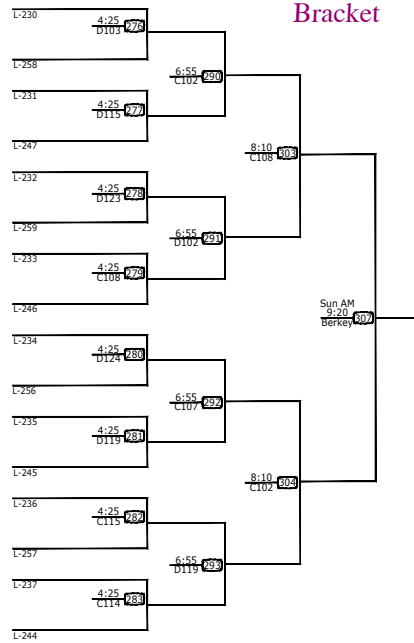 Bracket
L-230
4:25
D103
276
L-258
6:55
C102
290
L-231
4:25
D115
277
L-247
8:10
C108
303
L-232
4:25
D123
278
L-259
6:55
D102
291
L-233
4:25
C108
279
L-246
Sun AM
9:20
Berkey
307
L-234
4:25
D124
280
L-256
6:55
C107
292
L-235
4:25
D119
281
L-245
8:10
C102
304
L-236
4:25
C115
282
L-257
6:55
D119
293
L-237
4:25
C114
283
L-244